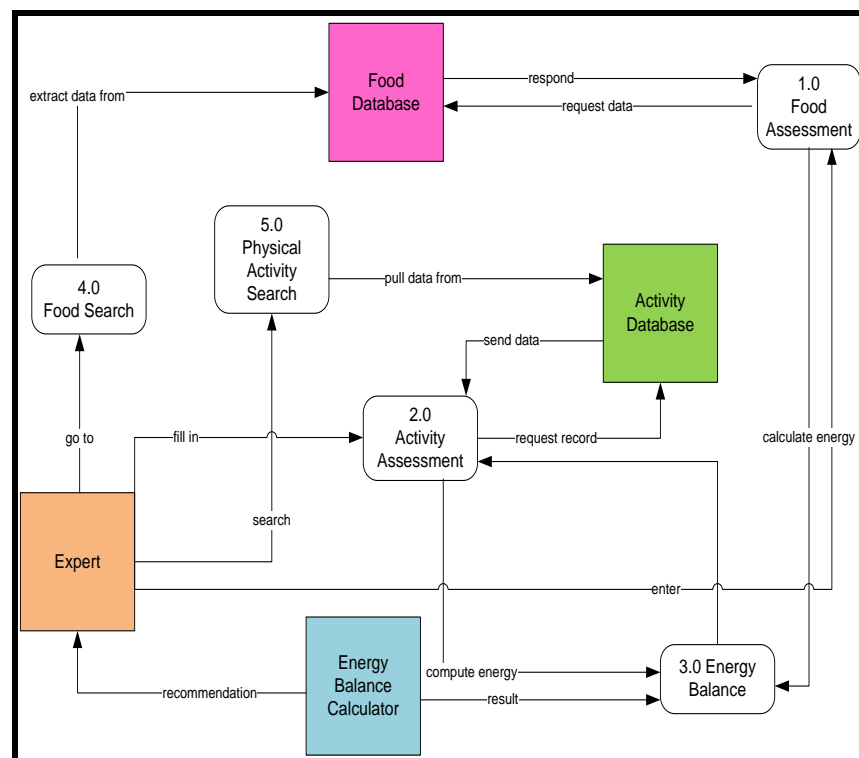 Food
Database
respond
request data
1.0
Food
Assessment
extract data from
5.0
Physical
Activity
Search
pull data from
4.0
Food Search
Activity
Database
send data
2.0
Activity
Assessment
go to
fill in
request record
calculate energy
search
Expert
enter
Energy
Balance
Calculator
compute energy
3.0 Energy
Balance
recommendation
result